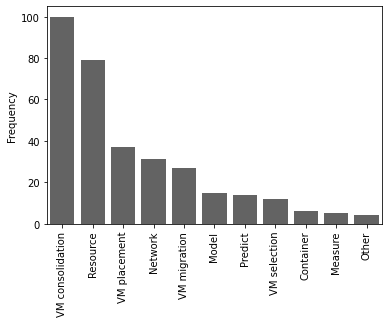 100
80
60
40
20
0
Frequency
VM consolidation
Resource
VM placement
Network
VM migration
Model
Predict
VM selection
Container
Measure
Other